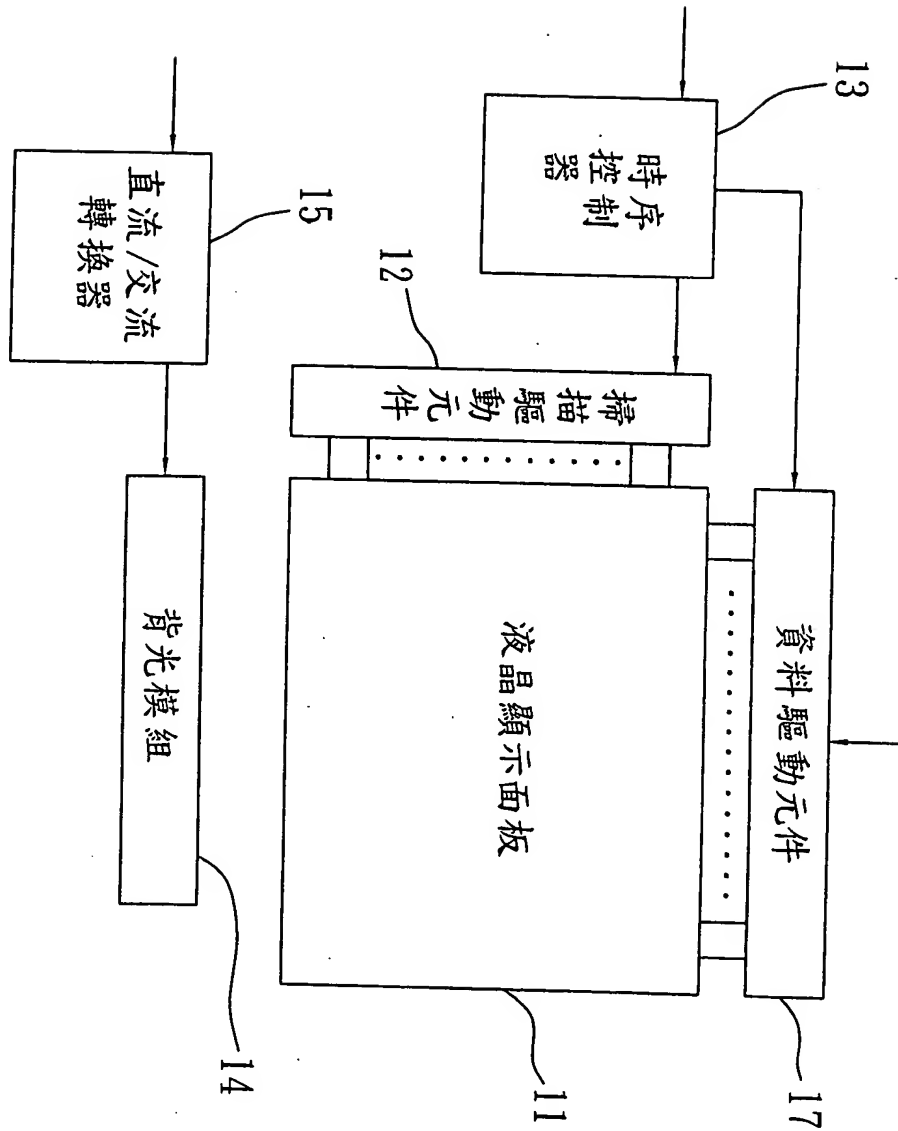 13
17
資料驅動元件
時序
控制
器
11
液晶顯示面板
12
掃描驅動元件
15
14
直流/交流
轉換器
背光模組